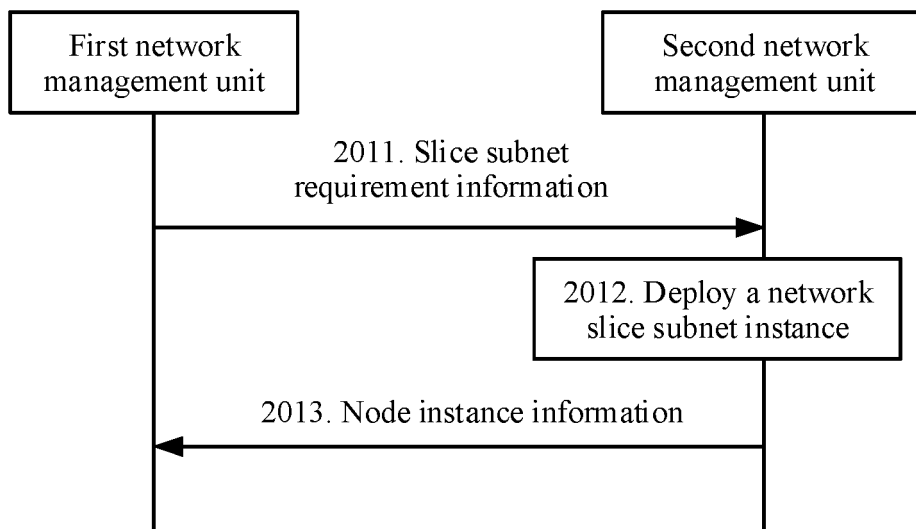 First network
management unit
Second network
management unit
2011. Slice subnet
requirement information
2012. Deploy a network
slice subnet instance
2013. Node instance information